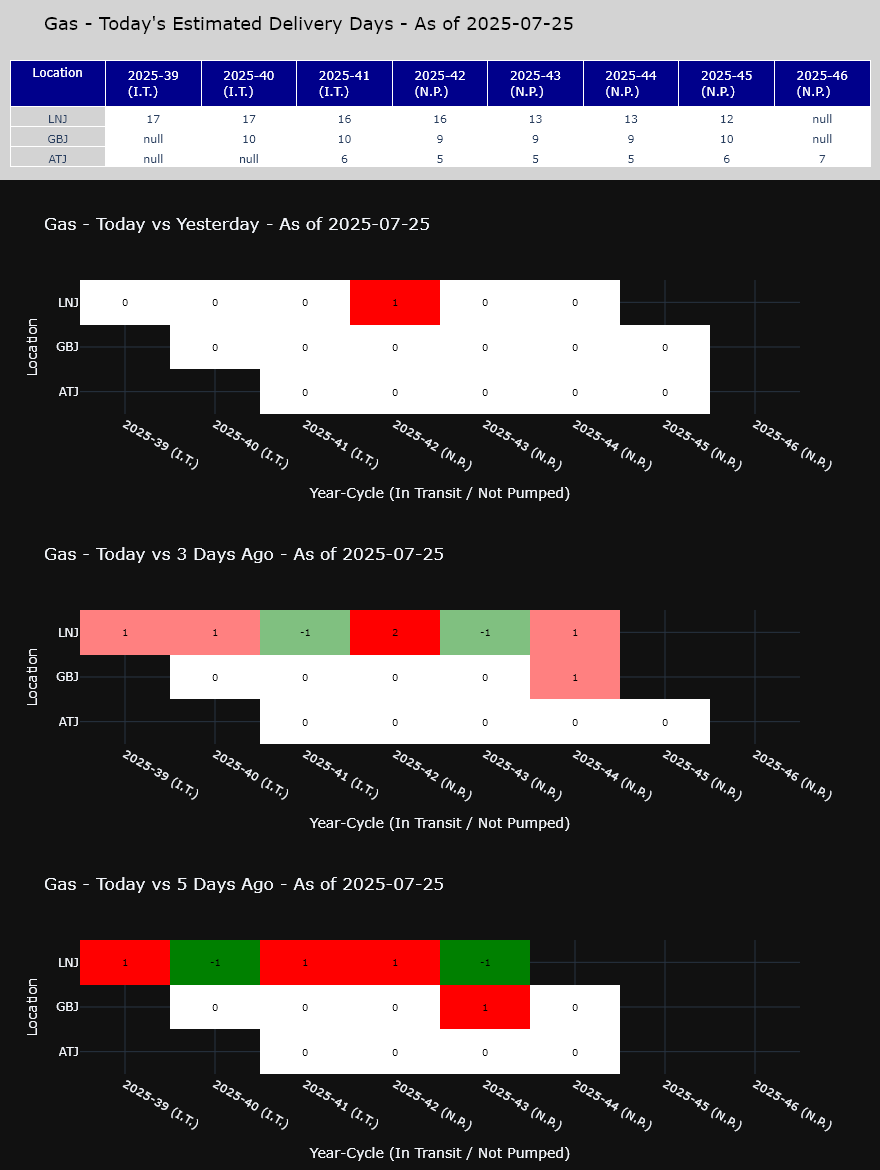 Gas - Today's Estimated Delivery Days - As of 2025-07-25
Location 2025-39 (I.T.) 2025-40 (I.T.) 2025-41 (I.T.) 2025-42 (N.P.) 2025-43 (N.P.) 2025-44 (N.P.) 2025-45 (N.P.) 2025-46 (N.P.)
LNJ 17 17 16 16 13 13 12 null
GBJ null 10 10 9 9 9 10 null
ATJ null null 6 5 5 5 6 7
Gas - Today vs Yesterday - As of 2025-07-25
Location
LNJ 0 0 0 1 0 0
GBJ 0 0 0 0 0 0
ATJ 0 0 0 0 0
2025-39 (I.T.) 2025-40 (I.T.) 2025-41 (I.T.) 2025-42 (N.P.) 2025-43 (N.P.) 2025-44 (N.P.) 2025-45 (N.P.) 2025-46 (N.P.)
Year-Cycle (In Transit / Not Pumped)
Gas - Today vs 3 Days Ago - As of 2025-07-25
Location
LNJ 1 1 -1 2 -1 1
GBJ 0 0 0 0 1
ATJ 0 0 0 0 0
2025-39 (I.T.) 2025-40 (I.T.) 2025-41 (I.T.) 2025-42 (N.P.) 2025-43 (N.P.) 2025-44 (N.P.) 2025-45 (N.P.) 2025-46 (N.P.)
Year-Cycle (In Transit / Not Pumped)
Gas - Today vs 5 Days Ago - As of 2025-07-25
Location
LNJ 1 -1 1 1 -1
GBJ 0 0 0 1 0
ATJ 0 0 0 0
2025-39 (I.T.) 2025-40 (I.T.) 2025-41 (I.T.) 2025-42 (N.P.) 2025-43 (N.P.) 2025-44 (N.P.) 2025-45 (N.P.) 2025-46 (N.P.)
Year-Cycle (In Transit / Not Pumped)